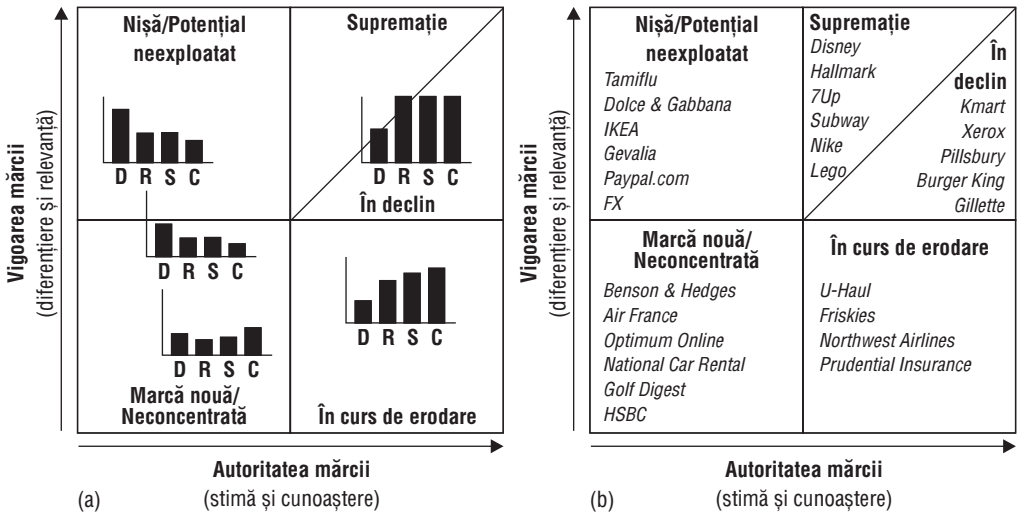 Vigoarea mărcii
(diferențiere și relevanță)
Nișă/Potențial
neexploatat
D R S C
Supremație
D R S C
În declin
D R S C
D R S C
Marcă nouă/
Neconcentrată
D R S C
În curs de erodare
Autoritatea mărcii
(a) (stimă și cunoaștere)
Vigoarea mărcii
(diferențiere și relevanță)
Nișă/Potențial
neexploatat
Tamiflu
Dolce & Gabbana
IKEA
Gevalia
Paypal.com
FX
Supremație
Disney
Hallmark
7Up
Subway
Nike
Lego
În
declin
Kmart
Xerox
Pillsbury
Burger King
Gillette
Marcă nouă/
Neconcentrată
Benson & Hedges
Air France
Optimum Online
National Car Rental
Golf Digest
HSBC
În curs de erodare
U-Haul
Friskies
Northwest Airlines
Prudential Insurance
Autoritatea mărcii
(b) (stimă și cunoaștere)